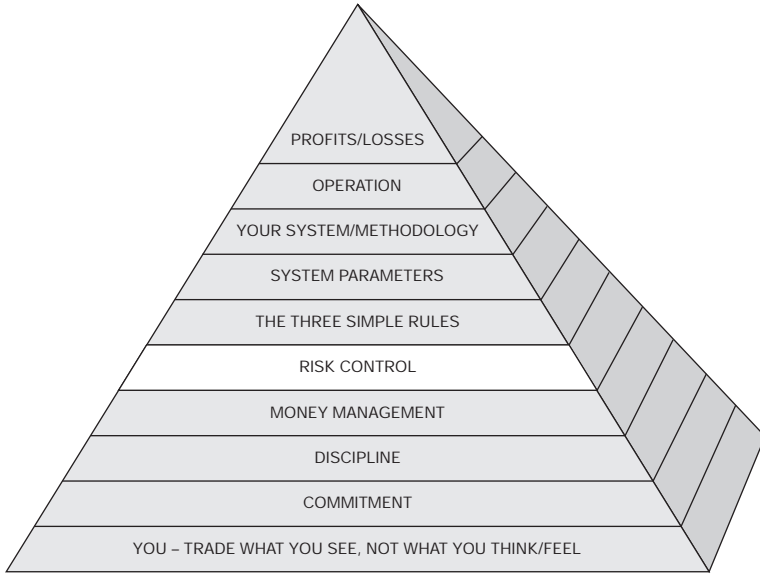 PROFITS/LOSSES
OPERATION
YOUR SYSTEM/METHODOLOGY
SYSTEM PARAMETERS
THE THREE SIMPLE RULES
RISK CONTROL
MONEY MANAGEMENT
DISCIPLINE
COMMITMENT
YOU – TRADE WHAT YOU SEE, NOT WHAT YOU THINK/FEEL